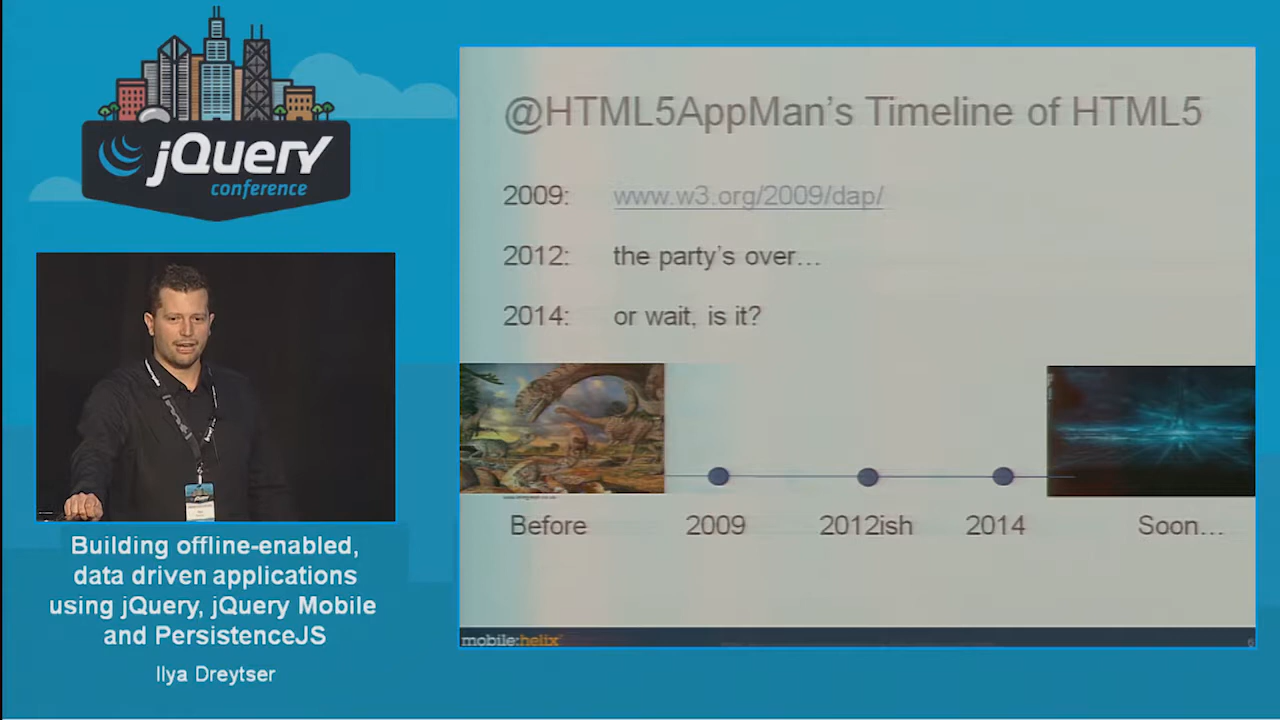 jQuery
conference
Building offline-enabled,
data driven applications
using jQuery, jQuery Mobile
and PersistenceJS
Ilya Dreytser
@HTML5AppMan's Timeline of HTML5
2009: www.w3.org/2009/dap/
2012: the party's over...
2014: or wait, is it?
Before 2009 2012ish 2014 Soon...
mobile:helix